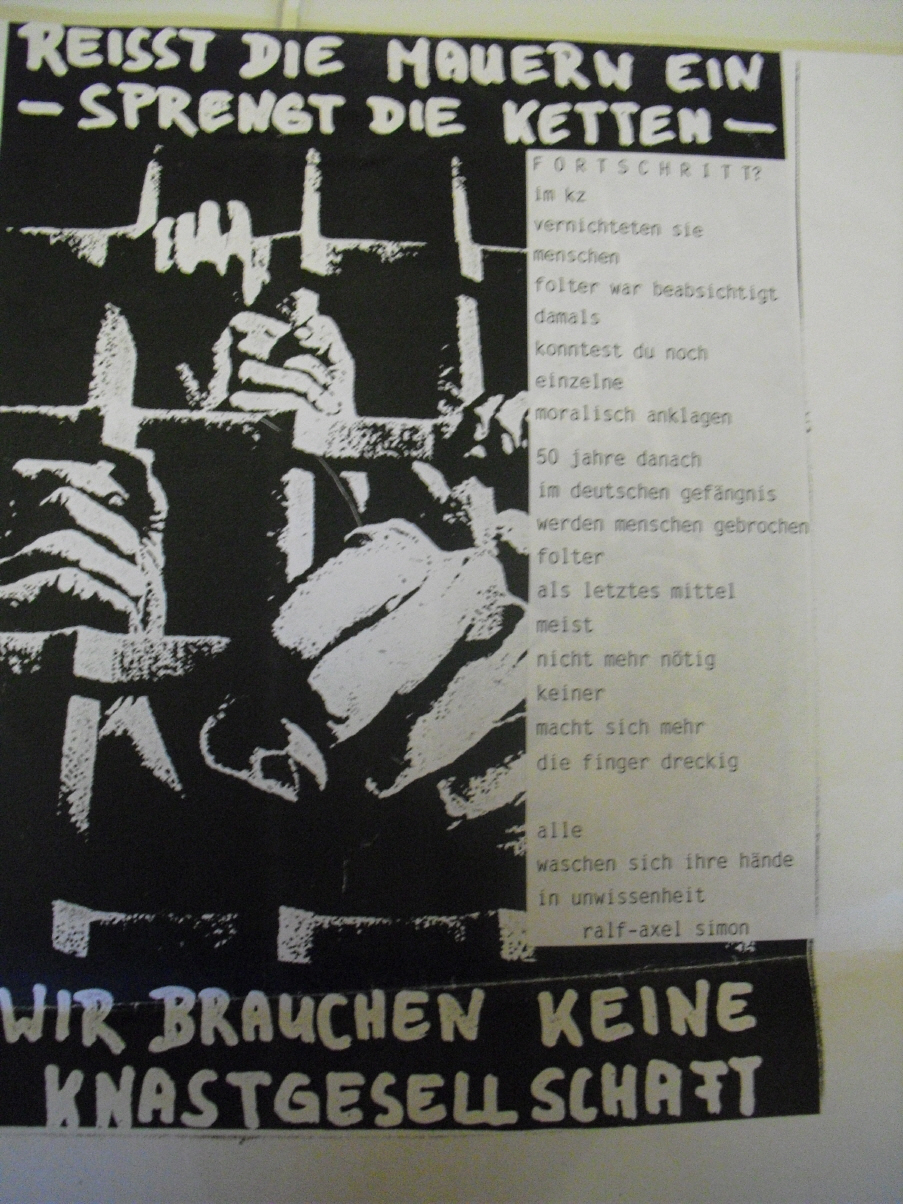 REISST DIE MAUERN EIN
– SPRENGT DIE KETTEN –
FORTSCHRITT?
im kz
vernichteten sie
menschen
folter war beabsichtigt
damals
konntest du noch
einzelne
moralisch anklagen
50 jahre danach
im deutschen gefängnis
werden menschen gebrochen
folter
als letztes mittel
meist
nicht mehr nötig
keiner
macht sich mehr
die finger dreckig
alle
waschen sich ihre hände
in unwissenheit
ralf-axel simon
WIR BRAUCHEN KEINE
KNASTGESELLSCHAFT